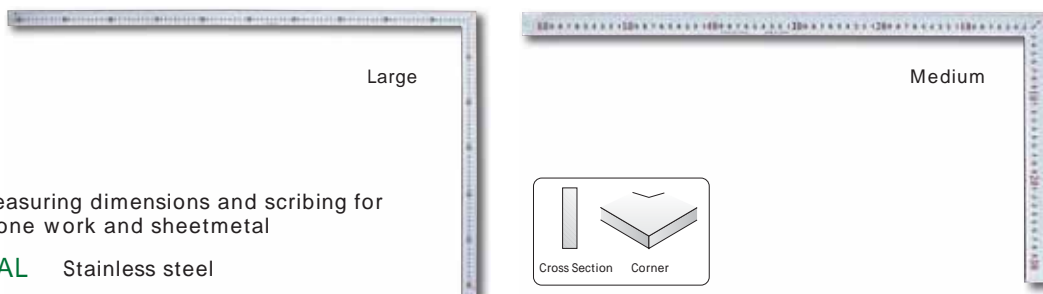 Large
Medium
easuring dimensions and scribing for
one work and sheetmetal
AL Stainless steel
Cross Section Corner